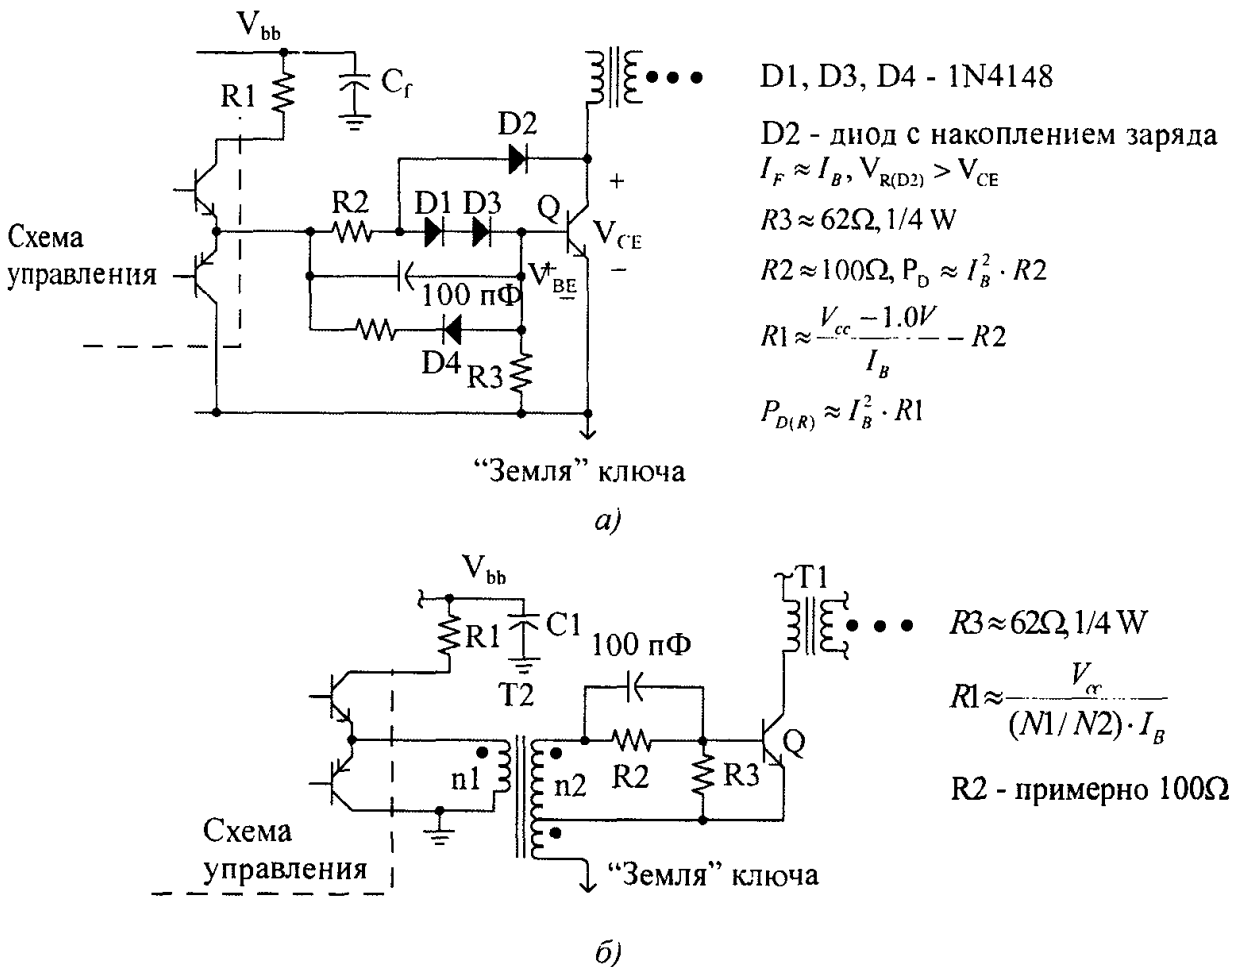 V_bb
R1
C_f
D2
R2
D1
D3
Q
+
V_CE
−
Схема
управления
+
V_BE
−
100 пФ
D4
R3
“Земля” ключа
а)
D1, D3, D4 - 1N4148
D2 - диод с накоплением заряда
I_F ≈ I_B, V_R(D2) > V_CE
R3 ≈ 62Ω, 1/4 W
R2 ≈ 100Ω, P_D ≈ I_B^2 · R2
R1 ≈ (V_cc − 1.0V) / I_B − R2
P_D(R) ≈ I_B^2 · R1
V_bb
R1
C1
T2
100 пФ
T1
n1
n2
R2
R3
Q
Схема
управления
“Земля” ключа
б)
R3 ≈ 62Ω, 1/4 W
R1 ≈ V_cc / ((N1/N2) · I_B)
R2 - примерно 100Ω